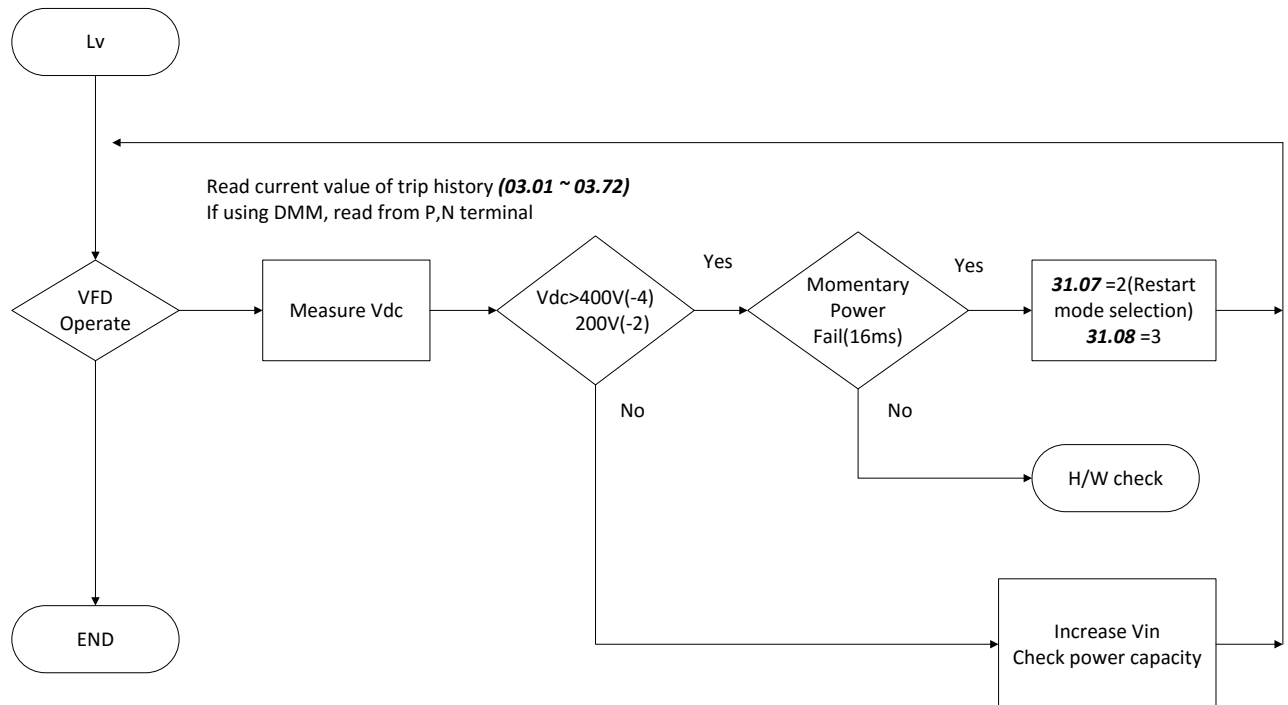 Lv
Read current value of trip history (03.01 ~ 03.72)
If using DMM, read from P,N terminal
VFD
Operate
Measure Vdc
Vdc>400V(-4)
200V(-2)
Yes
No
Momentary
Power
Fail(16ms)
Yes
No
31.07 =2(Restart
mode selection)
31.08 =3
H/W check
END
Increase Vin
Check power capacity